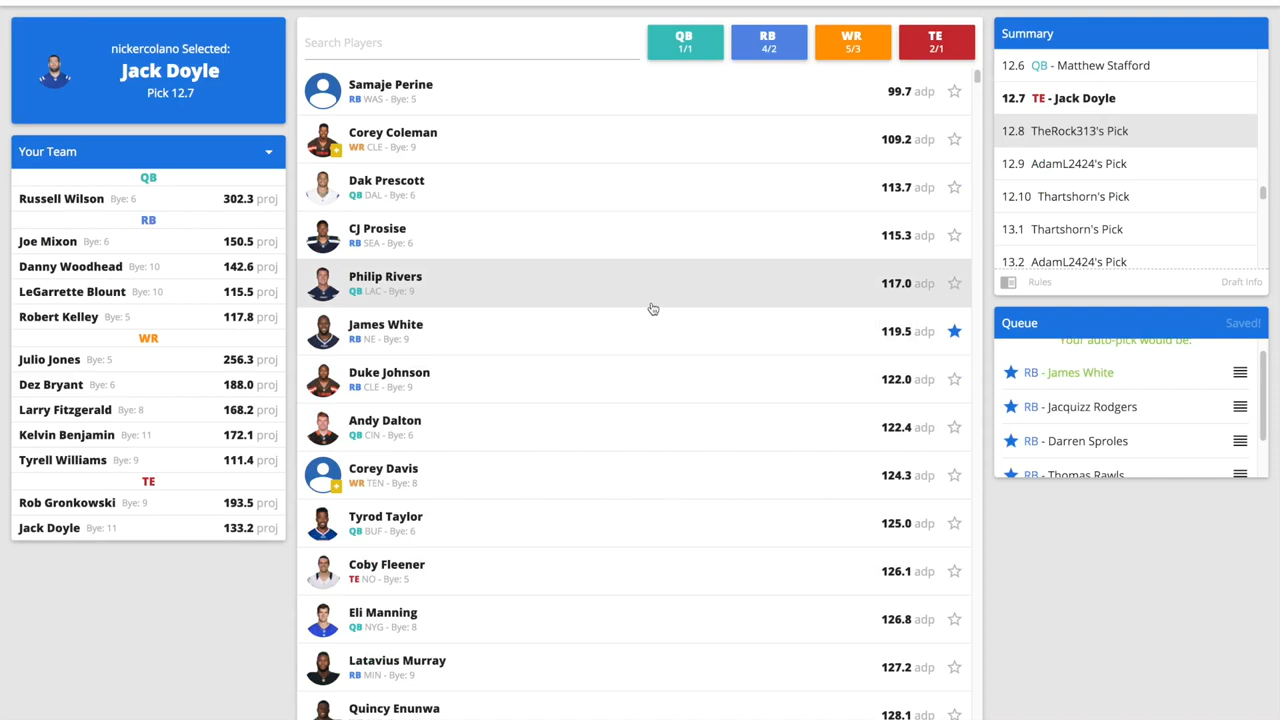 nickercolano Selected:
Jack Doyle
Pick 12.7
Your Team
QB
Russell Wilson Bye: 6 302.3 proj
RB
Joe Mixon Bye: 6 150.5 proj
Danny Woodhead Bye: 10 142.6 proj
LeGarrette Blount Bye: 10 115.5 proj
Robert Kelley Bye: 5 117.8 proj
WR
Julio Jones Bye: 5 256.3 proj
Dez Bryant Bye: 6 188.0 proj
Larry Fitzgerald Bye: 8 168.2 proj
Kelvin Benjamin Bye: 11 172.1 proj
Tyrell Williams Bye: 9 111.4 proj
TE
Rob Gronkowski Bye: 9 193.5 proj
Jack Doyle Bye: 11 133.2 proj
Search Players
QB
1/1
RB
4/2
WR
5/3
TE
2/1
Samaje Perine
RB WAS - Bye: 5
99.7 adp
Corey Coleman
WR CLE - Bye: 9
109.2 adp
Dak Prescott
QB DAL - Bye: 6
113.7 adp
CJ Prosise
RB SEA - Bye: 6
115.3 adp
Philip Rivers
QB LAC - Bye: 9
117.0 adp
James White
RB NE - Bye: 9
119.5 adp
Duke Johnson
RB CLE - Bye: 9
122.0 adp
Andy Dalton
QB CIN - Bye: 6
122.4 adp
Corey Davis
WR TEN - Bye: 8
124.3 adp
Tyrod Taylor
QB BUF - Bye: 6
125.0 adp
Coby Fleener
TE NO - Bye: 5
126.1 adp
Eli Manning
QB NYG - Bye: 8
126.8 adp
Latavius Murray
RB MIN - Bye: 9
127.2 adp
Quincy Enunwa
128.1 adp
Summary
12.6 QB - Matthew Stafford
12.7 TE - Jack Doyle
12.8 TheRock313's Pick
12.9 AdamL2424's Pick
12.10 Thartshorn's Pick
13.1 Thartshorn's Pick
13.2 AdamL2424's Pick
Rules Draft Info
Queue Saved!
Your auto-pick would be:
RB - James White
RB - Jacquizz Rodgers
RB - Darren Sproles
RB - Thomas Rawls